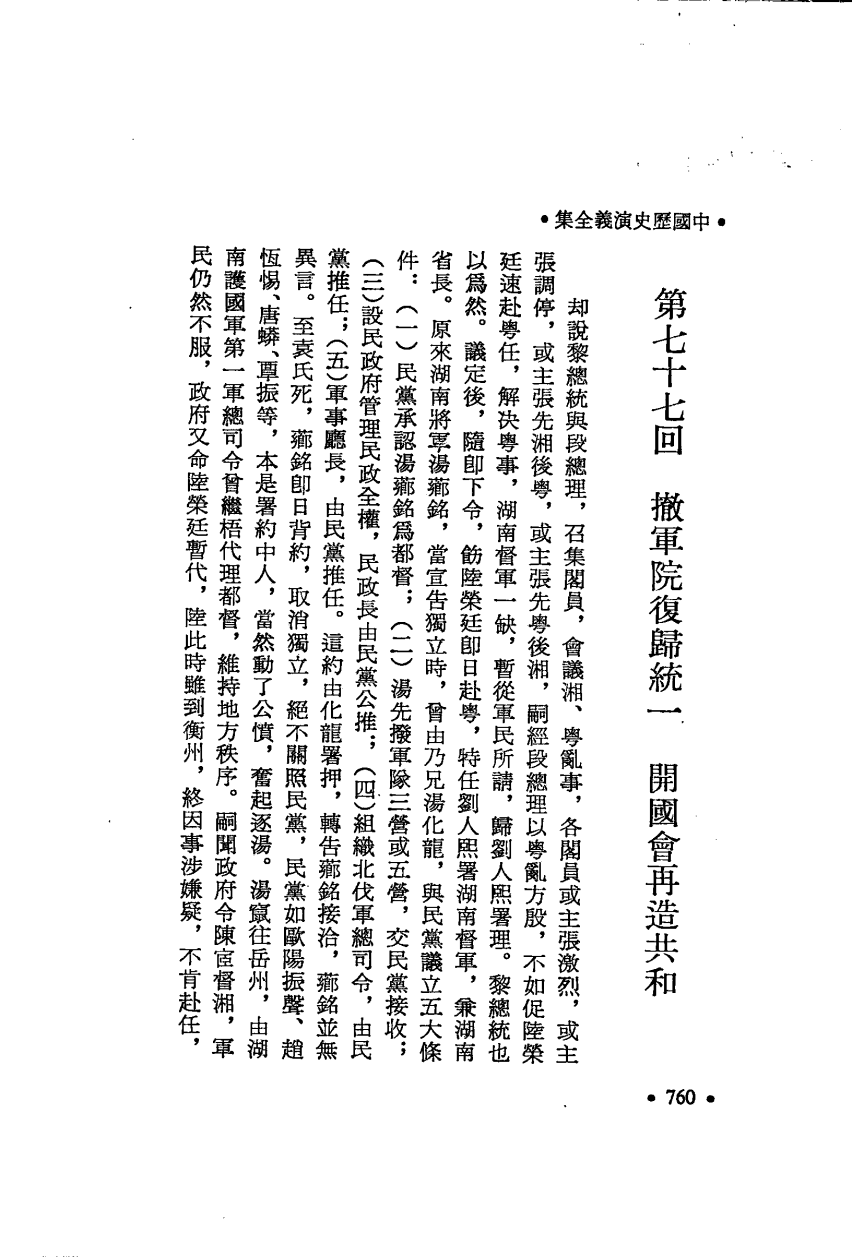 •中國歷史演義全集•
第七十七回　撤軍院復歸統一　開國會再造共和
却說黎總統與段總理，召集閣員，會議湘、粵亂事，各閣員或主張激烈，或主
張調停，或主張先湘後粵，或主張先粵後湘，嗣經段總理以粵亂方殷，不如促陸榮
廷速赴粵任，解决粵事，湖南督軍一缺，暫從軍民所請，歸劉人熙署理。黎總統也
以爲然。議定後，隨卽下令，飭陸榮廷卽日赴粵，特任劉人熙署湖南督軍，兼湖南
省長。原來湖南將軍湯薌銘，當宣告獨立時，曾由乃兄湯化龍，與民黨議立五大條
件：（一）民黨承認湯薌銘爲都督；（二）湯先撥軍隊三營或五營，交民黨接收；
（三）設民政府管理民政全權，民政長由民黨公推；（四）組織北伐軍總司令，由民
黨推任；（五）軍事廳長，由民黨推任。這約由化龍署押，轉告薌銘接洽，薌銘並無
異言。至袁氏死，薌銘卽日背約，取消獨立，絕不關照民黨，民黨如歐陽振聲、趙
恆惕、唐蟒、覃振等，本是署約中人，當然動了公憤，奮起逐湯。湯竄往岳州，由湖
南護國軍第一軍總司令曾繼梧代理都督，維持地方秩序。嗣聞政府令陳宧督湘，軍
民仍然不服，政府又命陸榮廷暫代，陸此時雖到衡州，終因事涉嫌疑，不肯赴任，
•760•